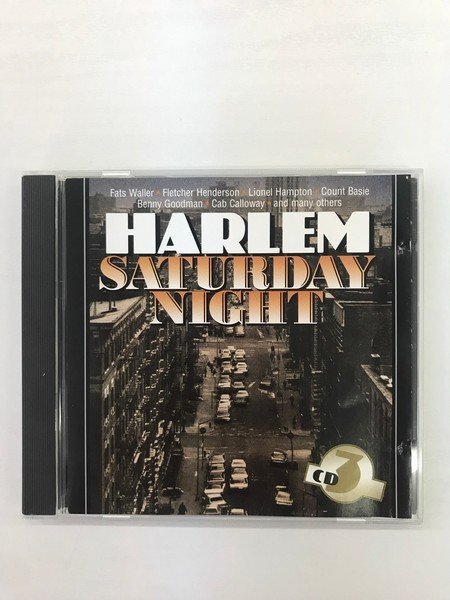 Fats Waller • Fletcher Henderson • Lionel Hampton • Count Basie
Benny Goodman • Cab Calloway • and many others
HARLEM
SATURDAY
NIGHT
CD 3